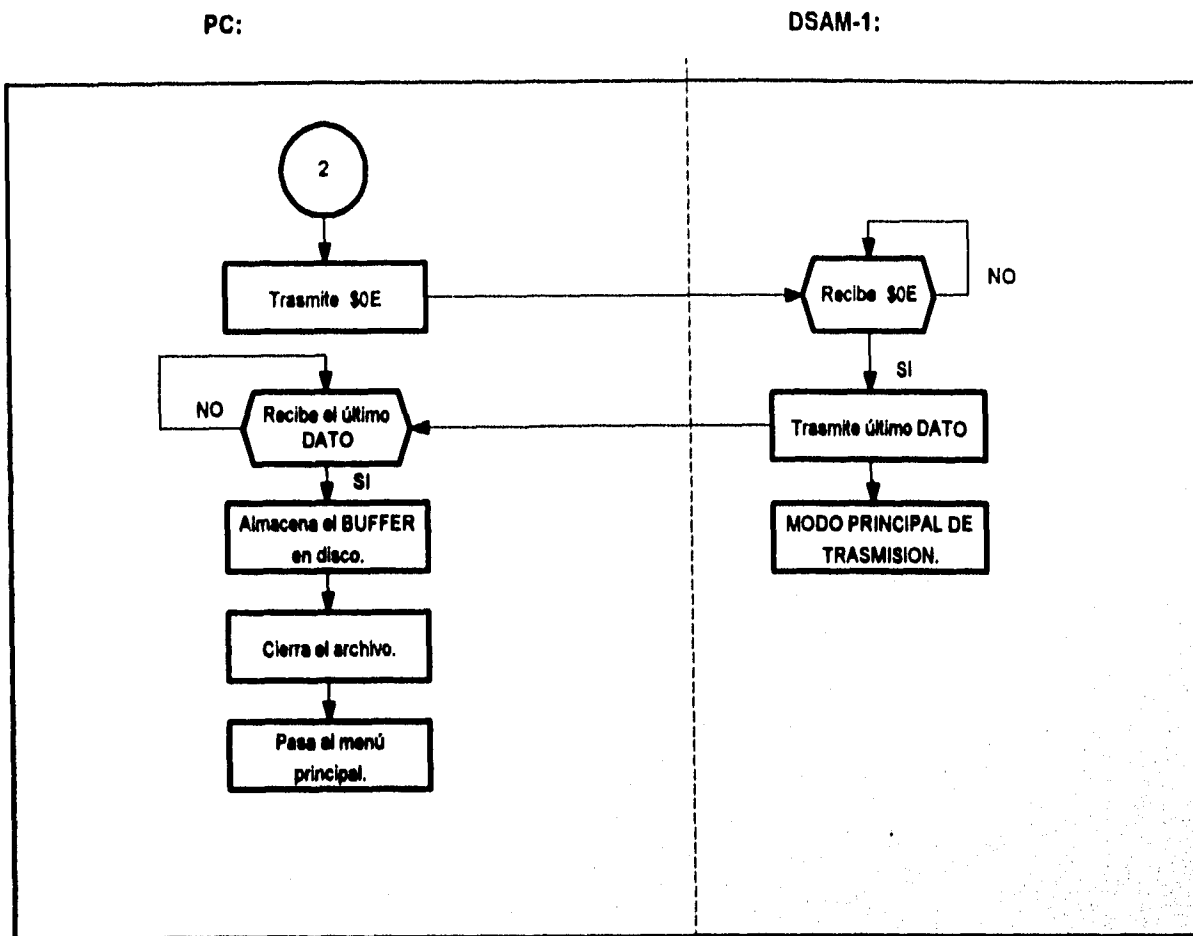 PC:
DSAM-1:
2
Trasmite $0E
Recibe $0E
NO
SI
NO
Recibe el último
DATO
Trasmite último DATO
SI
Almacena el BUFFER
en disco.
MODO PRINCIPAL DE
TRASMISION.
Cierra el archivo.
Pasa al menú
principal.